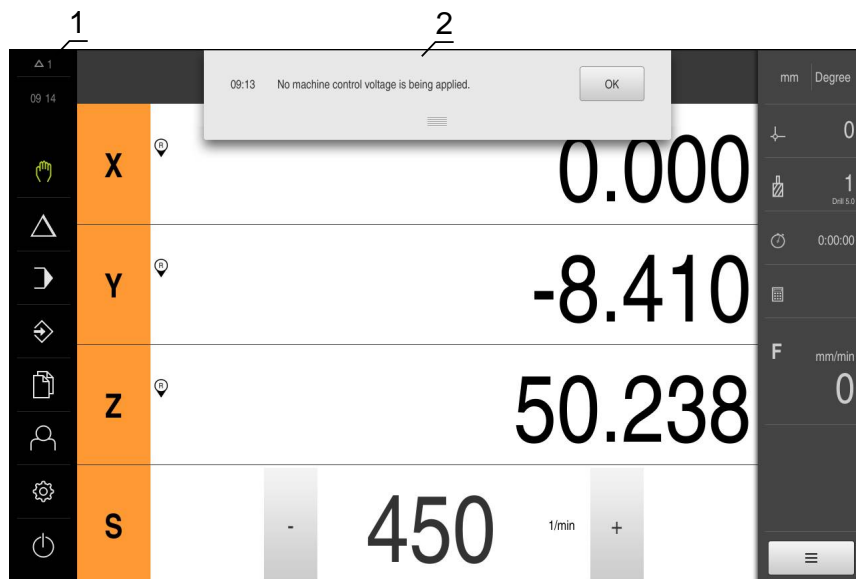 1
2
△ 1
09 14
09:13 No machine control voltage is being applied. OK
mm Degree
X R 0.000
0
1
Drill 5.0
0:00:00
Y R -8.410
F mm/min
0
Z R 50.238
S - 450 1/min +